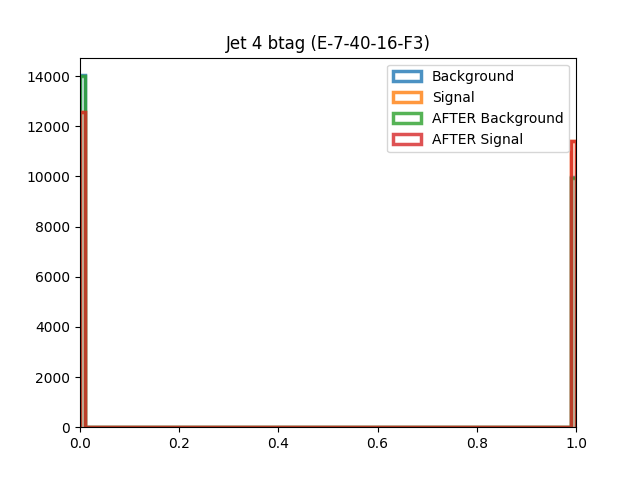 Jet 4 btag (E-7-40-16-F3)
Background
Signal
AFTER Background
AFTER Signal
14000
12000
10000
8000
6000
4000
2000
0
0.0 0.2 0.4 0.6 0.8 1.0